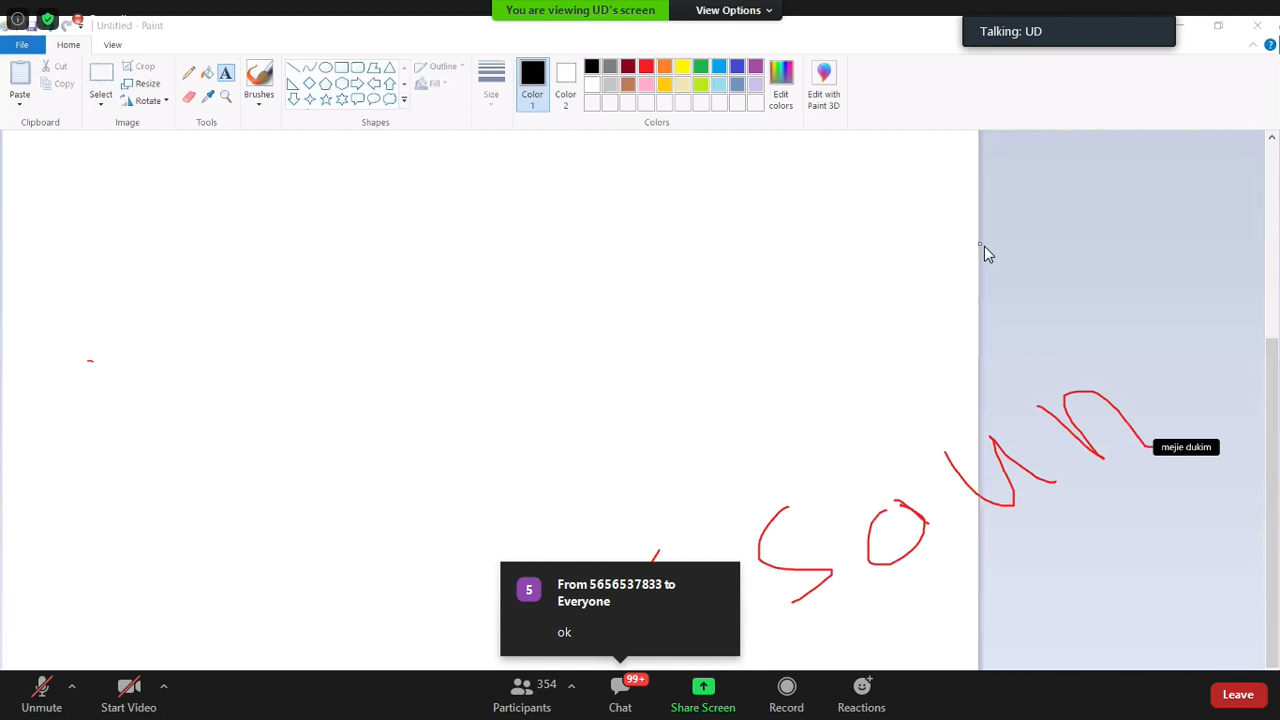 You are viewing UD's screen
View Options
Talking: UD
Untitled - Paint
File
Home
View
Paste
Cut
Copy
Clipboard
Select
Crop
Resize
Rotate
Image
A
Tools
Brushes
Outline
Fill
Shapes
Size
Color
1
Color
2
Edit
colors
Colors
Edit with
Paint 3D
soun
mejie dukim
5
From 5656537833 to
Everyone
ok
Unmute
Start Video
354
Participants
99+
Chat
Share Screen
Record
Reactions
Leave